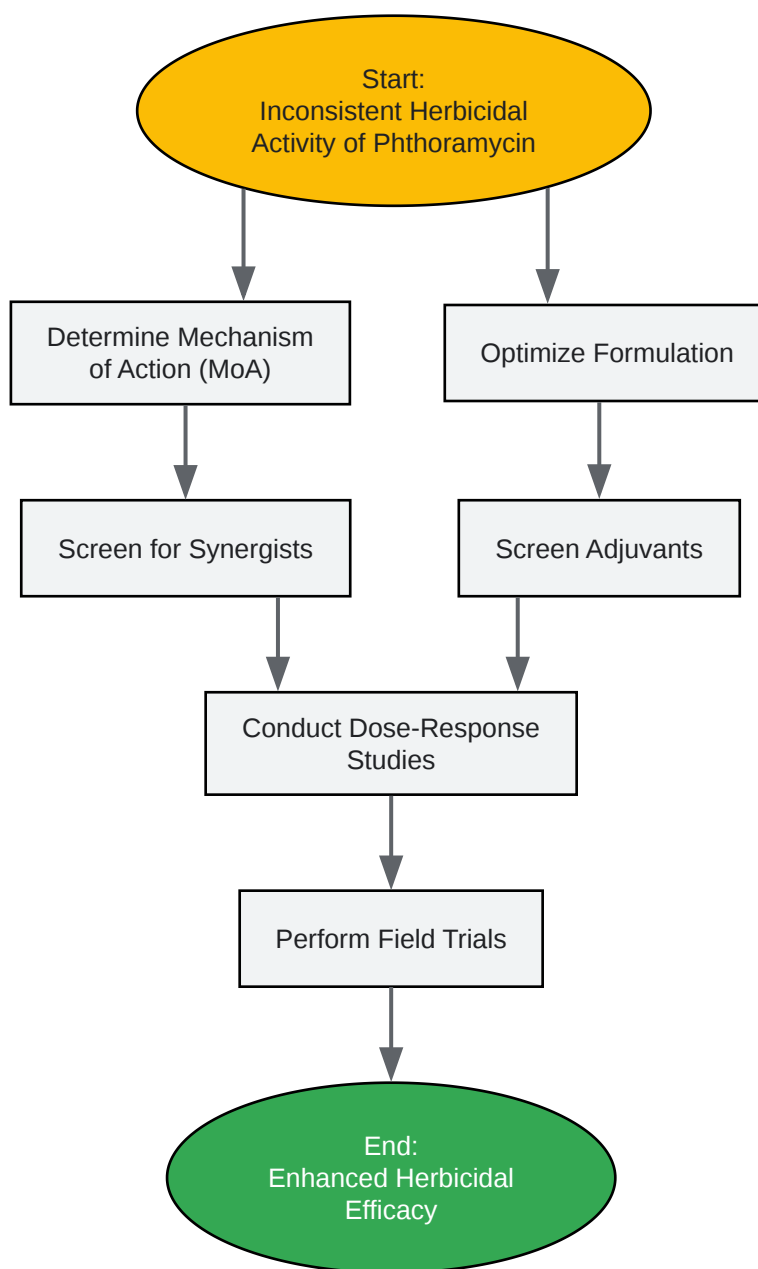 Start:
Inconsistent Herbicidal
Activity of Phthoramycin
Determine Mechanism
of Action (MoA)
Optimize Formulation
Screen for Synergists
Screen Adjuvants
Conduct Dose-Response
Studies
Perform Field Trials
End:
Enhanced Herbicidal
Efficacy